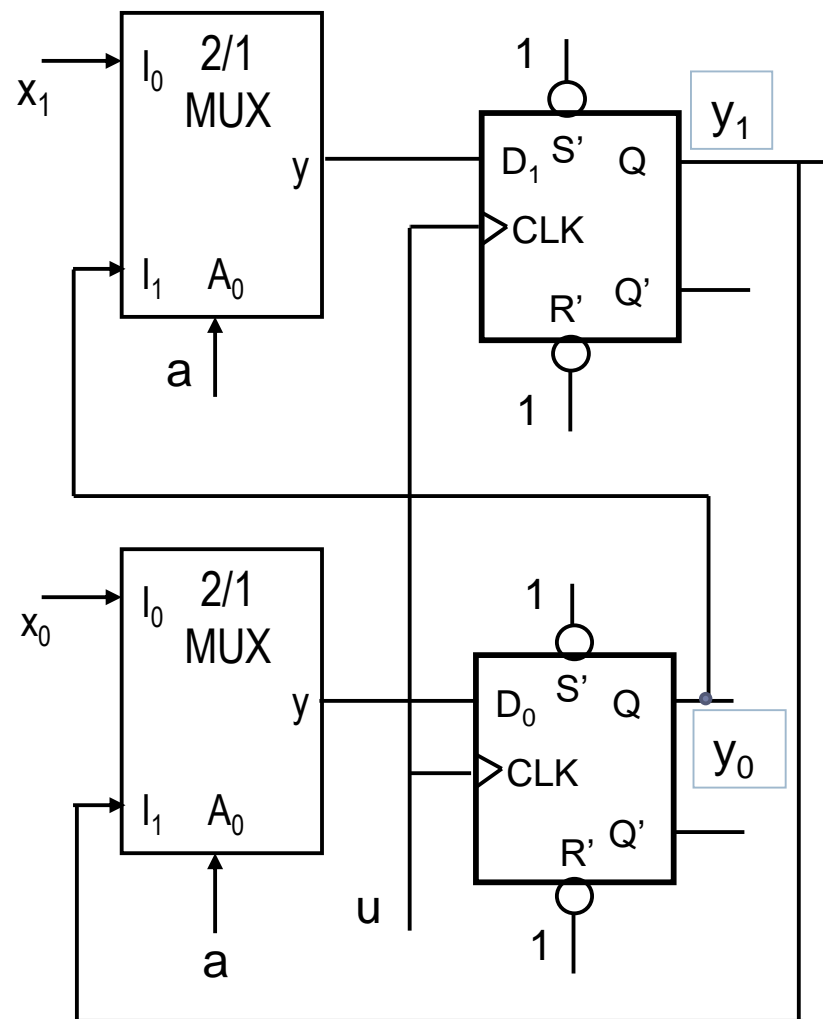 1
x₁
I₀ 2/1
MUX
y
I₁ A₀
a
D₁ S’ Q
CLK
Q’
R’
1
y₁
x₀
I₀ 2/1
MUX
y
I₁ A₀
a
u
1
D₀ S’ Q
CLK
Q’
R’
1
y₀